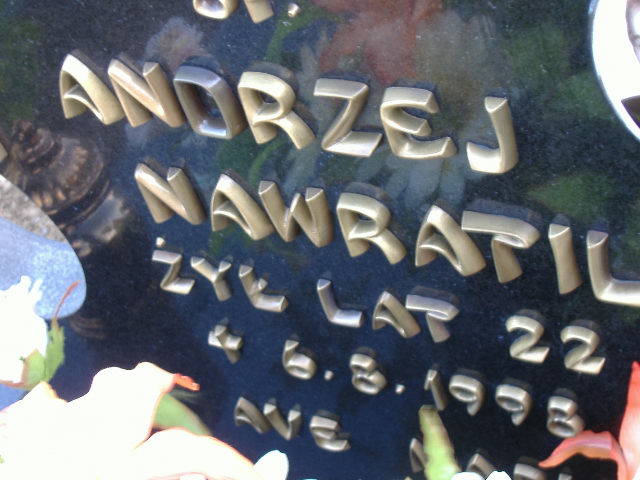 ANDRZEJ
NAWRATIL
ŻYŁ LAT 22
6.8.1998
AVE